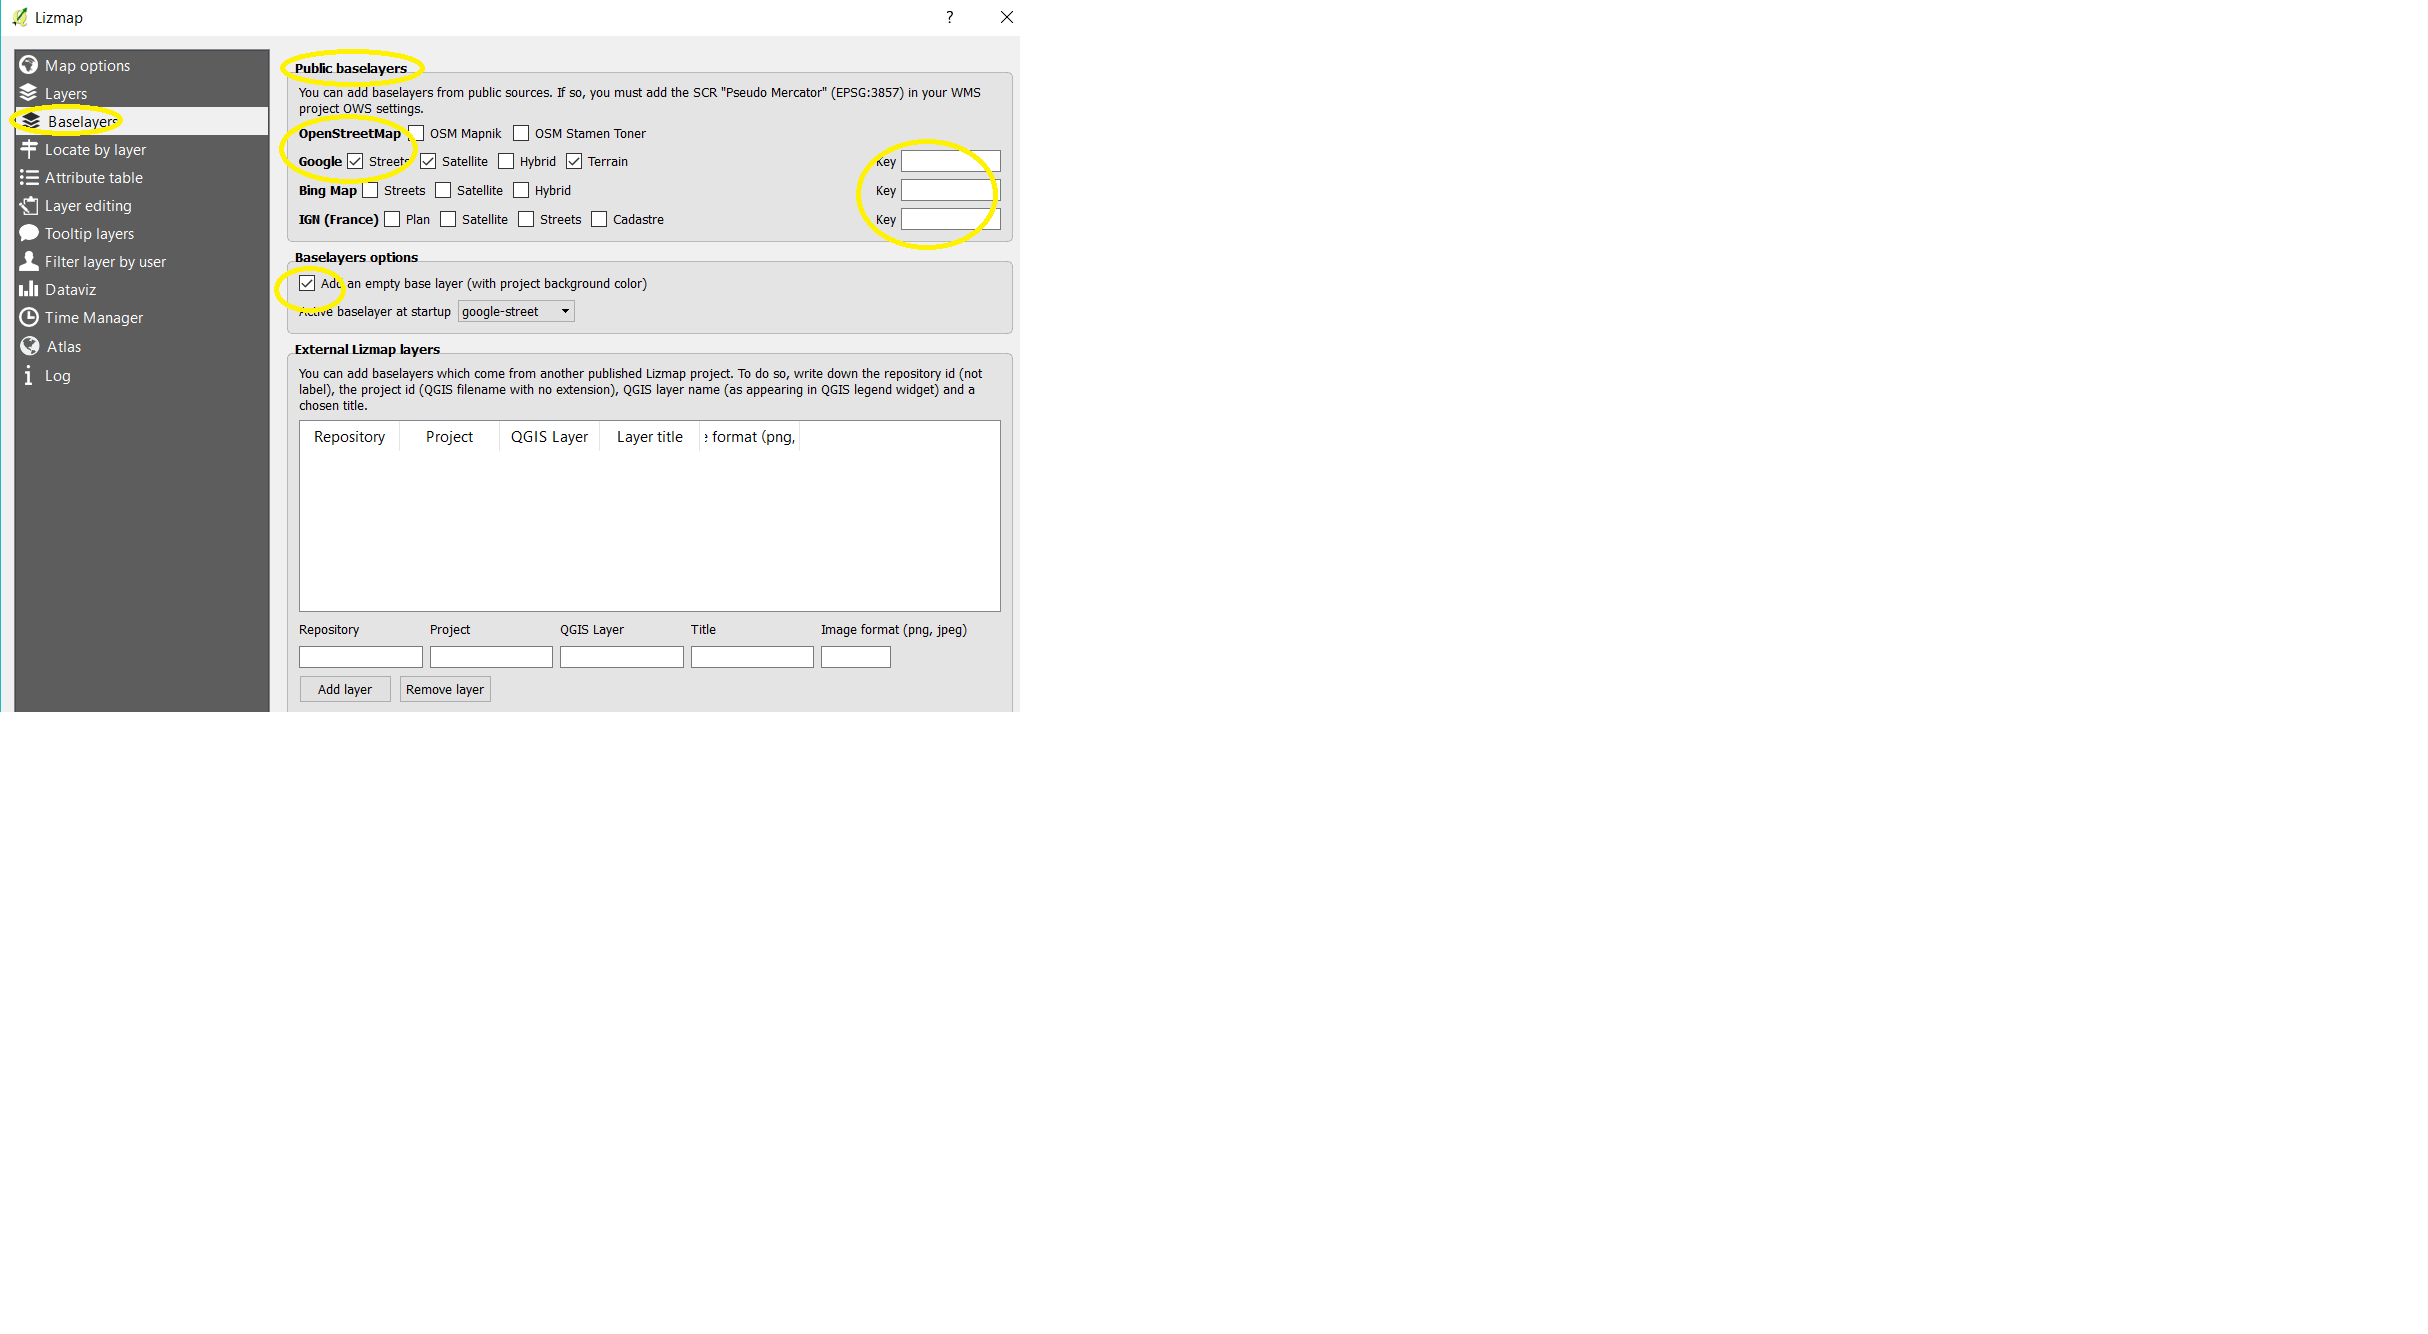 Lizmap
?
Map options
Layers
Baselayers
Locate by layer
Attribute table
Layer editing
Tooltip layers
Filter layer by user
Dataviz
Time Manager
Atlas
Log
Public baselayers
You can add baselayers from public sources. If so, you must add the SCR "Pseudo Mercator" (EPSG:3857) in your WMS
project OWS settings.
OpenStreetMap OSM Mapnik OSM Stamen Toner
Google Streets Satellite Hybrid Terrain Key
Bing Map Streets Satellite Hybrid Key
IGN (France) Plan Satellite Streets Cadastre Key
Baselayers options
Add an empty base layer (with project background color)
Active baselayer at startup google-street
External Lizmap layers
You can add baselayers which come from another published Lizmap project. To do so, write down the repository id (not
label), the project id (QGIS filename with no extension), QGIS layer name (as appearing in QGIS legend widget) and a
chosen title.
Repository Project QGIS Layer Layer title format (png,
Repository Project QGIS Layer Title Image format (png, jpeg)
Add layer Remove layer